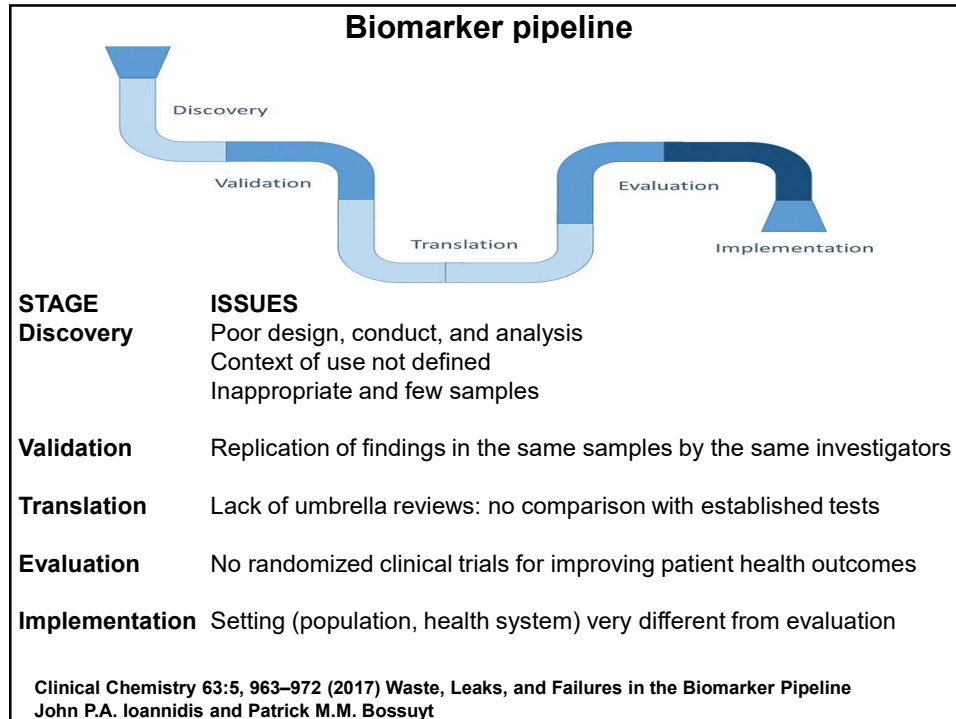 Biomarker pipeline
Discovery
Validation
Translation
Evaluation
Implementation
STAGE ISSUES
Discovery Poor design, conduct, and analysis
Context of use not defined
Inappropriate and few samples
Validation Replication of findings in the same samples by the same investigators
Translation Lack of umbrella reviews: no comparison with established tests
Evaluation No randomized clinical trials for improving patient health outcomes
Implementation Setting (population, health system) very different from evaluation
Clinical Chemistry 63:5, 963–972 (2017) Waste, Leaks, and Failures in the Biomarker Pipeline
John P.A. Ioannidis and Patrick M.M. Bossuyt